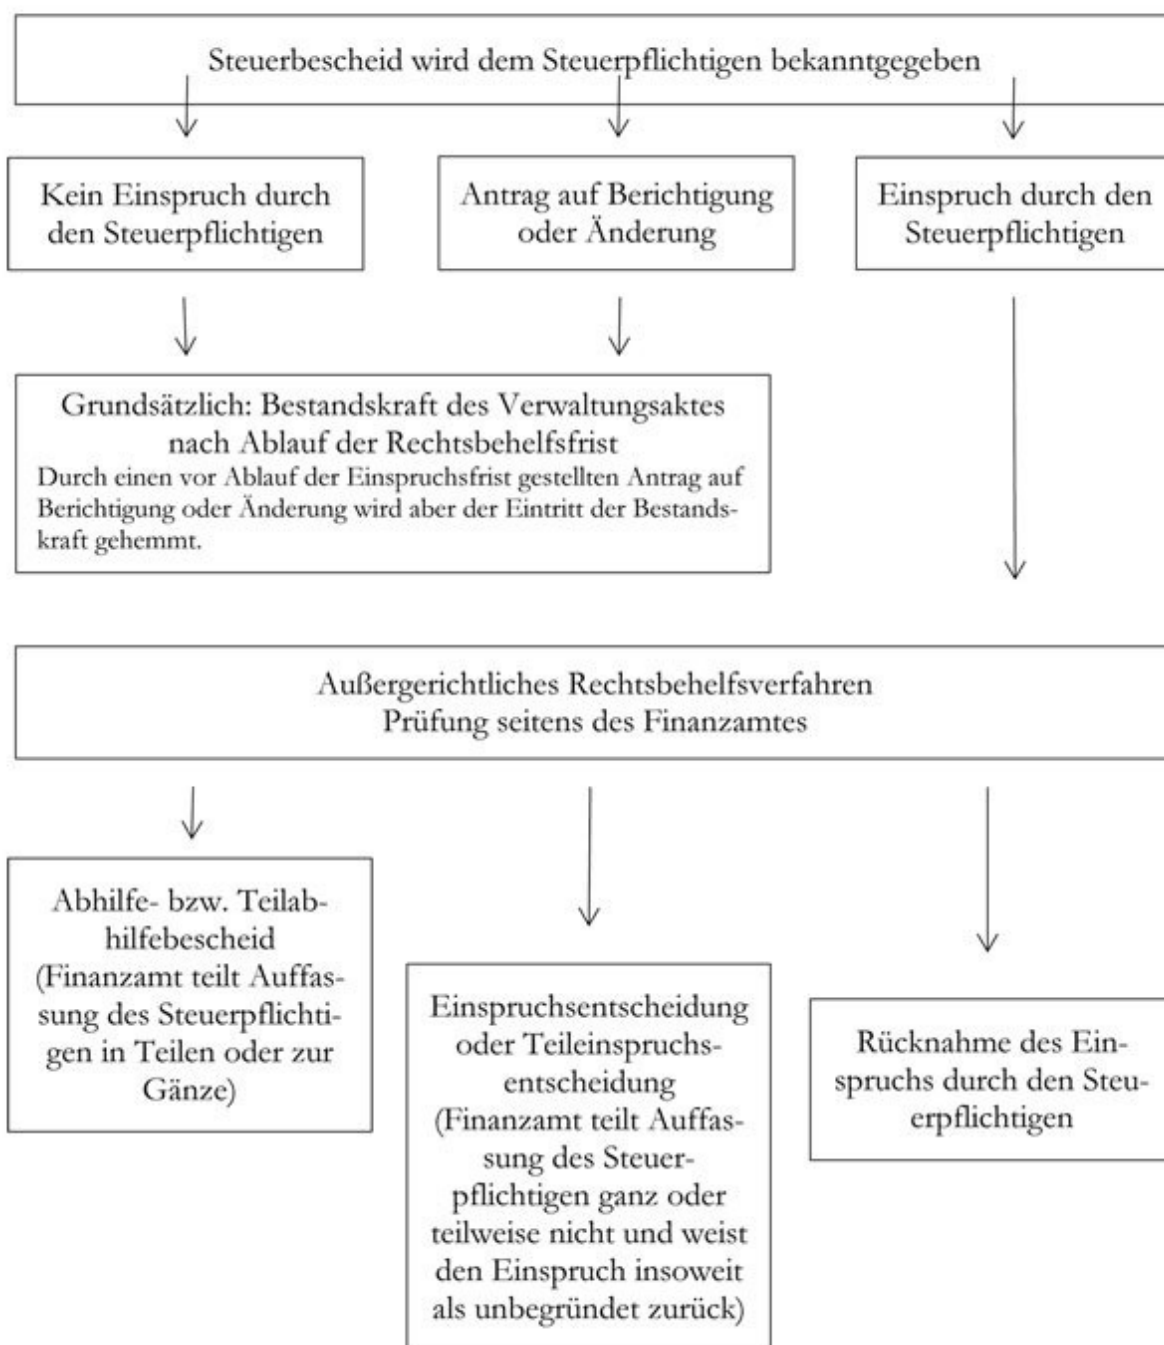 Steuerbescheid wird dem Steuerpflichtigen bekanntgegeben
Kein Einspruch durch
den Steuerpflichtigen
Antrag auf Berichtigung
oder Änderung
Einspruch durch den
Steuerpflichtigen
Grundsätzlich: Bestandskraft des Verwaltungsaktes
nach Ablauf der Rechtsbehelfsfrist
Durch einen vor Ablauf der Einspruchsfrist gestellten Antrag auf
Berichtigung oder Änderung wird aber der Eintritt der Bestands-
kraft gehemmt.
Außergerichtliches Rechtsbehelfsverfahren
Prüfung seitens des Finanzamtes
Abhilfe- bzw. Teilab-
hilfebescheid
(Finanzamt teilt Auffas-
sung des Steuerpflichti-
gen in Teilen oder zur
Gänze)
Einspruchsentscheidung
oder Teileinspruchs-
entscheidung
(Finanzamt teilt Auffas-
sung des Steuer-
pflichtigen ganz oder
teilweise nicht und weist
den Einspruch insoweit
als unbegründet zurück)
Rücknahme des Ein-
spruchs durch den Steu-
erpflichtigen